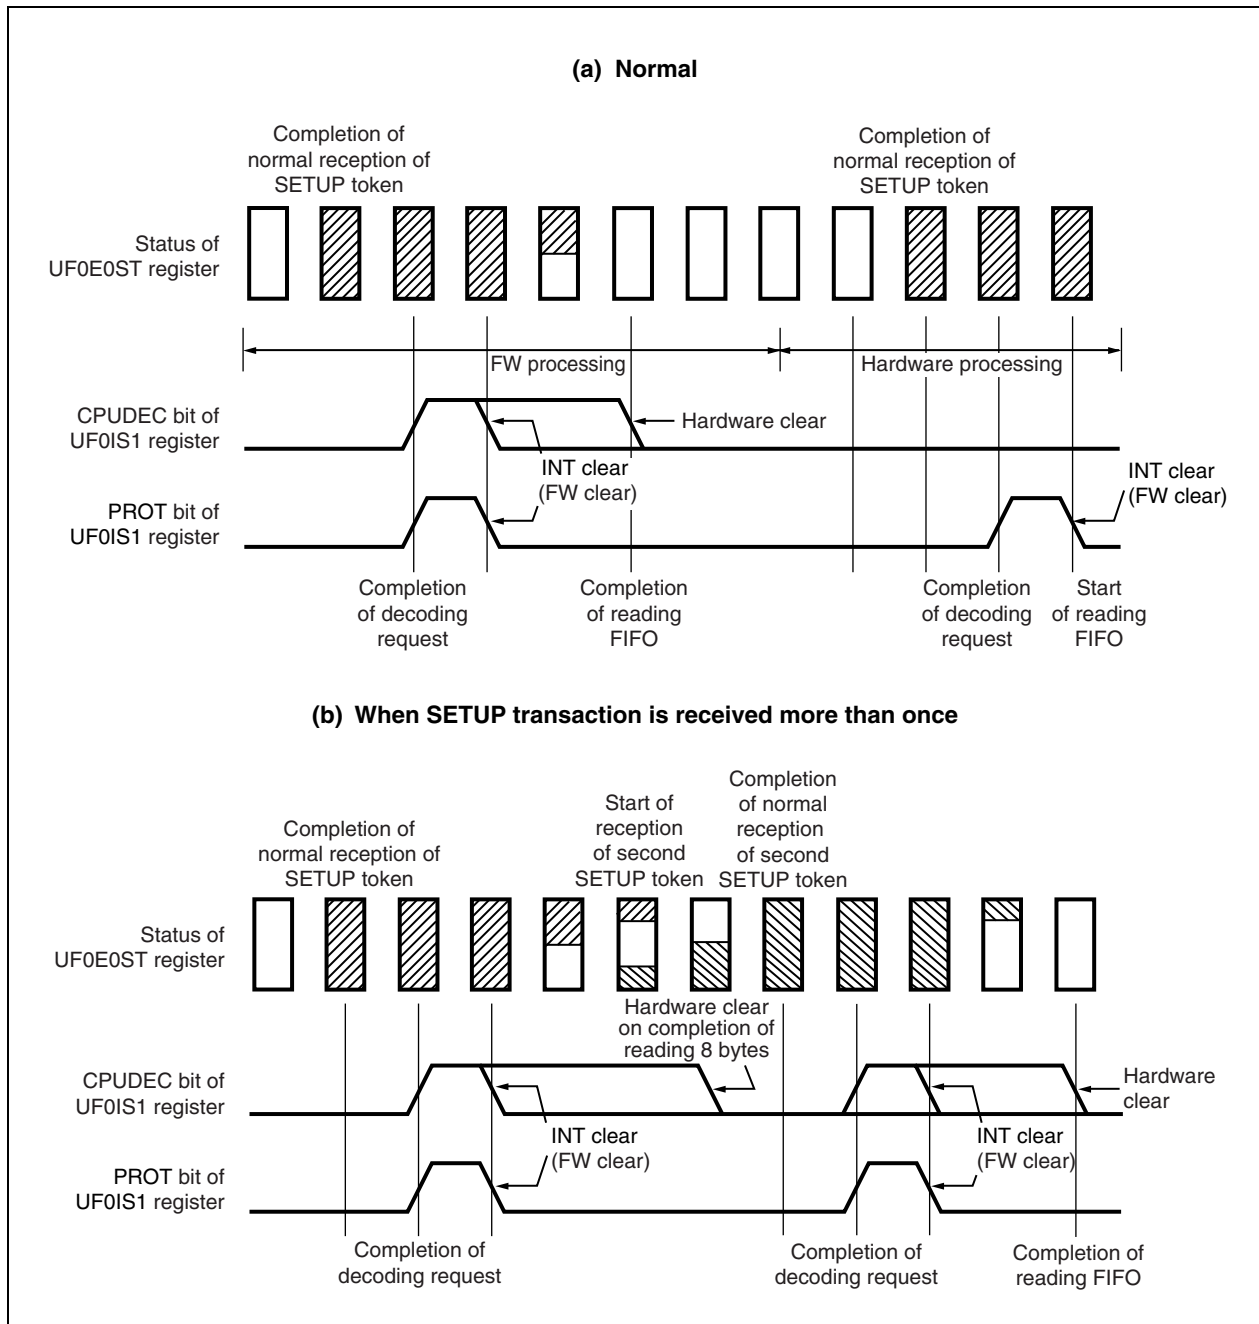 (a) Normal
Completion of
normal reception of
SETUP token
Completion of
normal reception of
SETUP token
Status of
UF0E0ST register
FW processing
Hardware processing
CPUDEC bit of
UF0IS1 register
Hardware clear
INT clear
(FW clear)
INT clear
(FW clear)
PROT bit of
UF0IS1 register
Completion
of decoding
request
Completion
of reading
FIFO
Completion
of decoding
request
Start
of reading
FIFO
(b) When SETUP transaction is received more than once
Completion of
normal reception of
SETUP token
Start of
reception
of second
SETUP token
Completion
of normal
reception
of second
SETUP token
Status of
UF0E0ST register
Hardware clear
on completion of
reading 8 bytes
CPUDEC bit of
UF0IS1 register
Hardware
clear
INT clear
(FW clear)
INT clear
(FW clear)
PROT bit of
UF0IS1 register
Completion of
decoding request
Completion of
decoding request
Completion of
reading FIFO